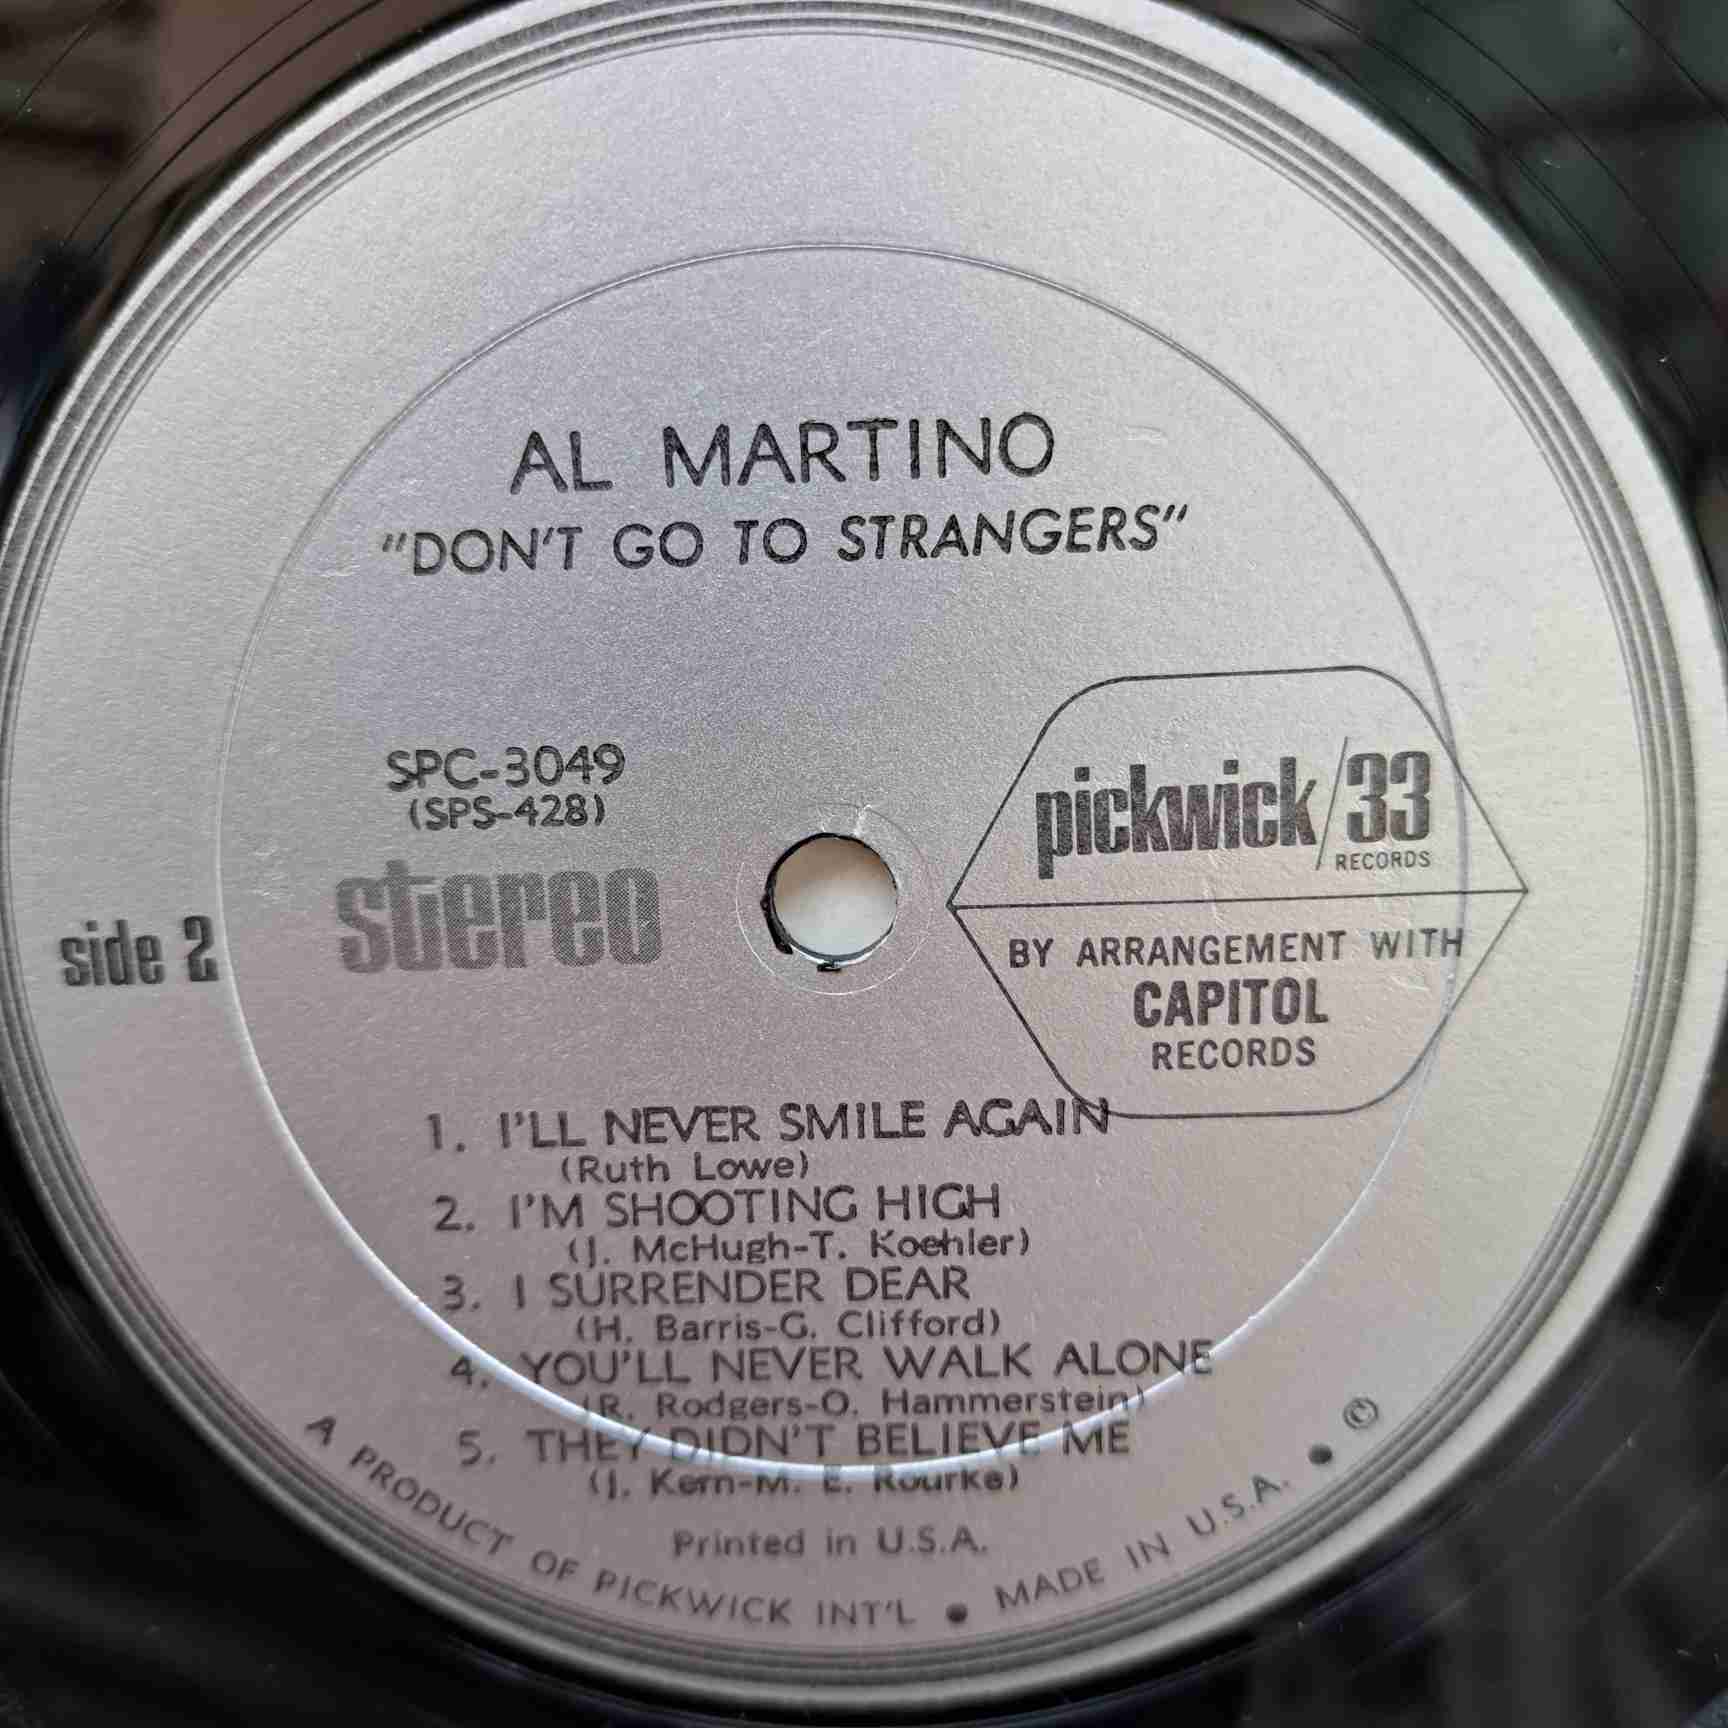 AL MARTINO
"DON'T GO TO STRANGERS"
SPC-3049
(SPS-428)
stereo
side 2
pickwick/33
RECORDS
BY ARRANGEMENT WITH
CAPITOL
RECORDS
1. I'LL NEVER SMILE AGAIN
(Ruth Lowe)
2. I'M SHOOTING HIGH
(J. McHugh-T. Koehler)
3. I SURRENDER DEAR
(H. Barris-G. Clifford)
4. YOU'LL NEVER WALK ALONE
(R. Rodgers-O. Hammerstein)
5. THEY DIDN'T BELIEVE ME
(J. Kern-M. E. Rourke)
Printed in U.S.A.
A PRODUCT OF PICKWICK INT'L • MADE IN U.S.A. • ©